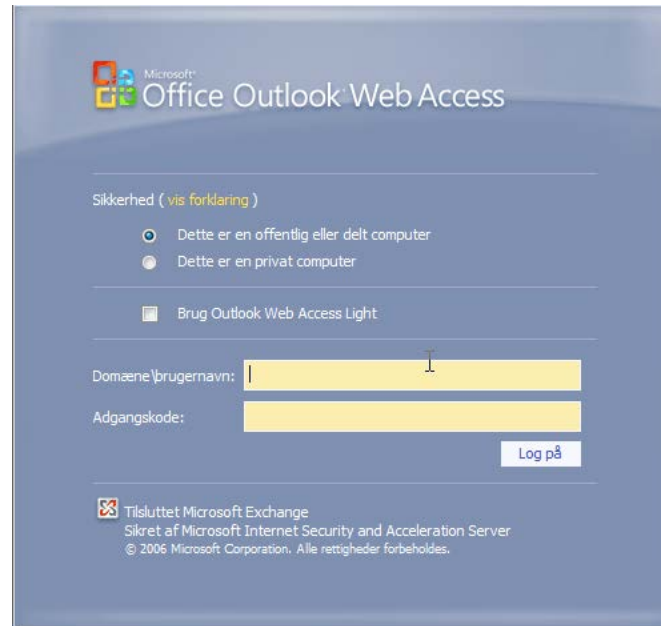 Microsoft
Office Outlook Web Access
Sikkerhed ( vis forklaring )
Dette er en offentlig eller delt computer
Dette er en privat computer
Brug Outlook Web Access Light
Domæne\brugernavn:
Adgangskode:
Log på
Tilsluttet Microsoft Exchange
Sikret af Microsoft Internet Security and Acceleration Server
© 2006 Microsoft Corporation. Alle rettigheder forbeholdes.